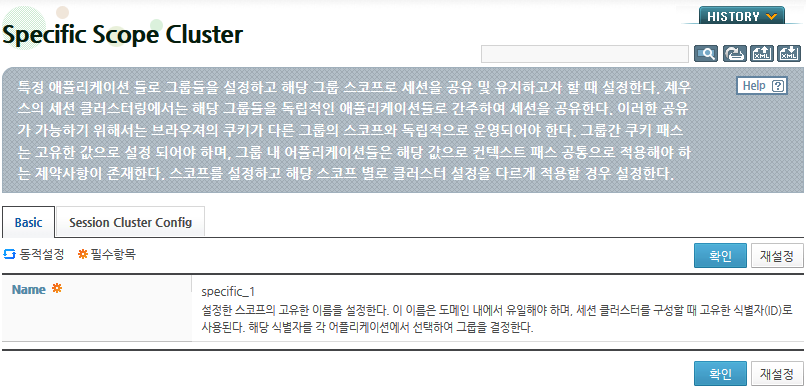 HISTORY
Specific Scope Cluster
XML
XML
특정 애플리케이션 들로 그룹들을 설정하고 해당 그룹 스코프로 세션을 공유 및 유지하고자 할 때 설정한다. 제우
스의 세션 클러스터링에서는 해당 그룹들을 독립적인 애플리케이션들로 간주하여 세션을 공유한다. 이러한 공유
가 가능하기 위해서는 브라우져의 쿠키가 다른 그룹의 스코프와 독립적으로 운영되어야 한다. 그룹간 쿠키 패스
는 고유한 값으로 설정 되어야 하며, 그룹 내 어플리케이션들은 해당 값으로 컨텍스트 패스 공통으로 적용해야 하
는 제약사항이 존재한다. 스코프를 설정하고 해당 스코프 별로 클러스터 설정을 다르게 적용할 경우 설정한다.
Help ?
Basic
Session Cluster Config
동적설정 필수항목
확인
재설정
Name
specific_1
설정한 스코프의 고유한 이름을 설정한다. 이 이름은 도메인 내에서 유일해야 하며, 세션 클러스터를 구성할 때 고유한 식별자(ID)로
사용된다. 해당 식별자를 각 어플리케이션에서 선택하여 그룹을 결정한다.
확인
재설정